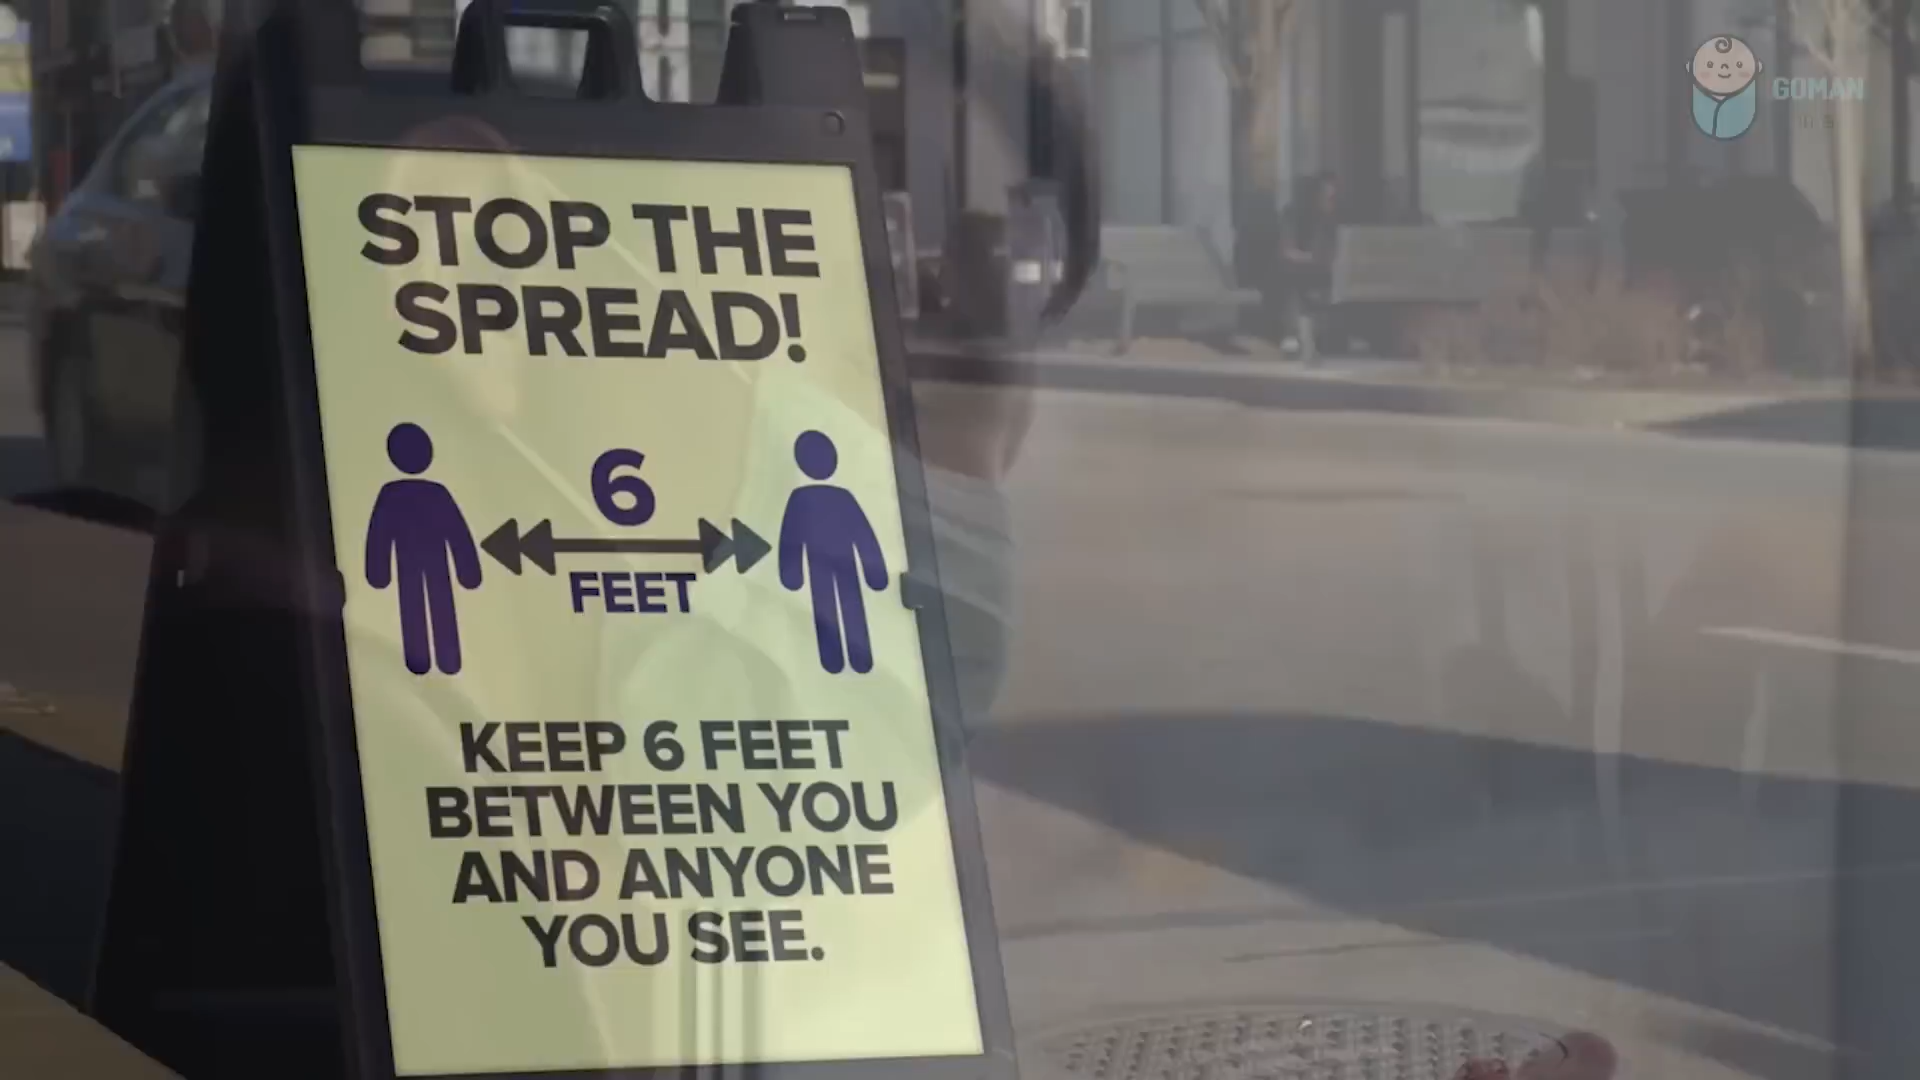 GOMAN
STOP THE
SPREAD!
6
FEET
KEEP 6 FEET
BETWEEN YOU
AND ANYONE
YOU SEE.